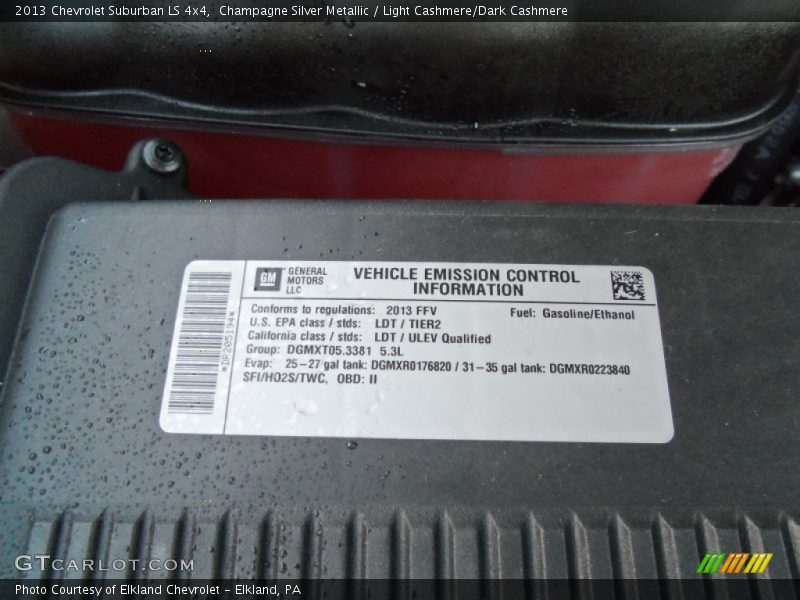 2013 Chevrolet Suburban LS 4x4, Champagne Silver Metallic / Light Cashmere/Dark Cashmere
GM GENERAL MOTORS LLC
VEHICLE EMISSION CONTROL
INFORMATION
Conforms to regulations: 2013 FFV Fuel: Gasoline/Ethanol
U.S. EPA class / stds: LDT / TIER2
California class / stds: LDT / ULEV Qualified
Group: DGMXT05.3381 5.3L
Evap: 25-27 gal tank: DGMXR0176820 / 31-35 gal tank: DGMXR0223840
SFI/HO2S/TWC, OBD: II
GTCARLOT.COM
Photo Courtesy of Elkland Chevrolet - Elkland, PA